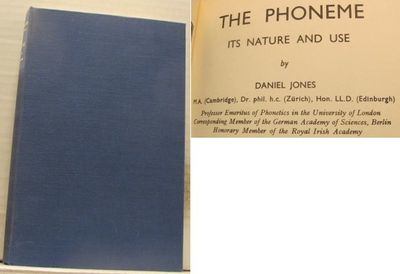 THE PHONEME
ITS NATURE AND USE
by
DANIEL JONES
M.A. (Cambridge), Dr. phil. h.c. (Zürich), Hon. LL.D. (Edinburgh)
Professor Emeritus of Phonetics in the University of London
Corresponding Member of the German Academy of Sciences, Berlin
Honorary Member of the Royal Irish Academy